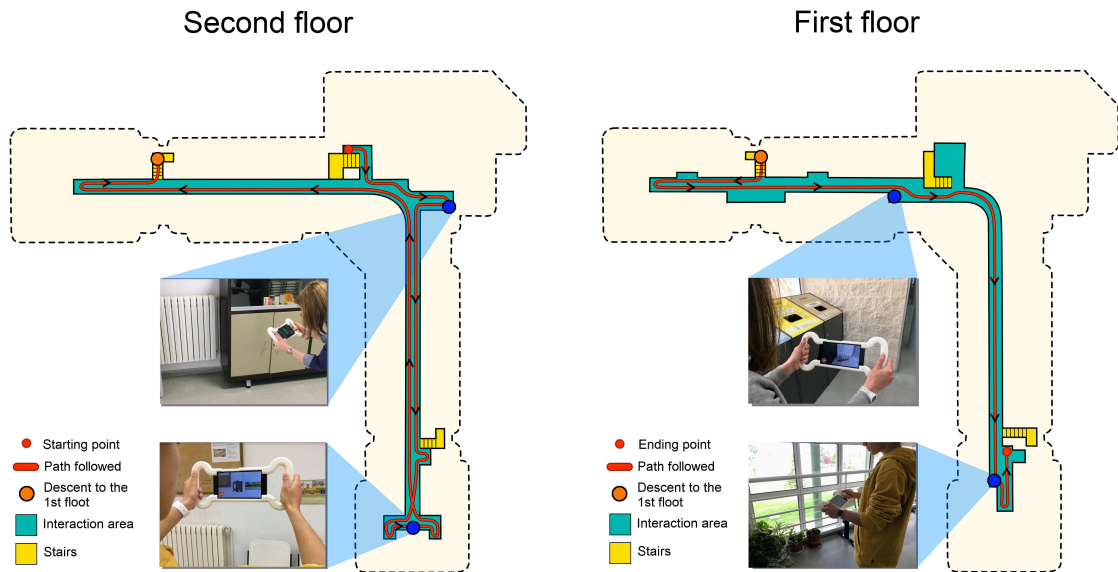 Second floor
First floor
Starting point
Path followed
Descent to the
1st floot
Interaction area
Stairs
Ending point
Path followed
Descent to the
1st floot
Interaction area
Stairs